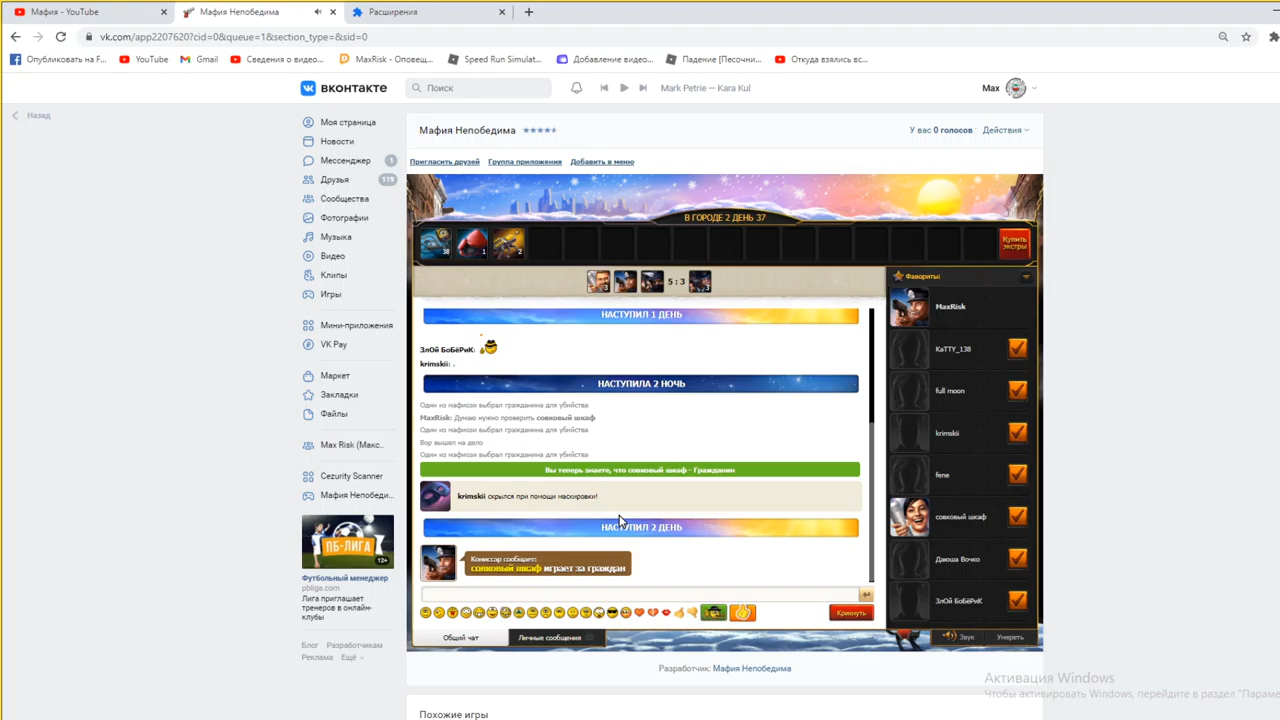 Мафия - YouTube
Мафия Непобедима
Расширения
vk.com/app2207620?cid=0&queue=1&section_type=&sid=0
Опубликовать на F...
YouTube
Gmail
Сведения о видео...
MaxRisk - Оповещ...
Speed Run Simulat...
Добавление видео...
Падение [Песочни...
Откуда взялись вс...
вконтакте
Поиск
Mark Petrie — Kara Kul
Max
Назад
Моя страница
Новости
Мессенджер 1
Друзья 115
Сообщества
Фотографии
Музыка
Видео
Клипы
Игры
Мини-приложения
VK Pay
Маркет
Закладки
Файлы
Max Risk (Макс...
Cezurity Scanner
Мафия Непобеди...
ПБ-ЛИГА
12+
Футбольный менеджер
pbliga.com
Лига приглашает
тренеров в онлайн-
клубы
Блог Разработчикам
Реклама Ещё
Мафия Непобедима
У вас 0 голосов
Действия
Пригласить друзей Группа приложения Добавить в меню
В ГОРОДЕ 2 ДЕНЬ 37
38
1
2
Купить
экстры
3
5 : 3
3
НАСТУПИЛ 1 ДЕНЬ
ЗлОй БоБёРиК:
krimskii: .
НАСТУПИЛА 2 НОЧЬ
Один из мафиози выбрал гражданина для убийства
MaxRisk: Думаю нужно проверить совковый шкаф
Один из мафиози выбрал гражданина для убийства
Вор вышел на дело
Один из мафиози выбрал гражданина для убийства
Вы теперь знаете, что совковый шкаф - Гражданин
krimskii скрылся при помощи маскировки!
НАСТУПИЛ 2 ДЕНЬ
Комиссар сообщает:
совковый шкаф играет за граждан
Крикнуть
Общий чат
Личные сообщения
Фавориты:
MaxRisk
KaTTY_138
full moon
krimskii
fene
совковый шкаф
Даюша Вочко
ЗлОй БоБёРиК
Звук
Умереть
Разработчик: Мафия Непобедима
Похожие игры
Активация Windows
Чтобы активировать Windows, перейдите в раздел "Параме